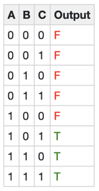 A B C Output
0 0 0 F
0 0 1 F
0 1 0 F
0 1 1 F
1 0 0 F
1 0 1 T
1 1 0 T
1 1 1 T